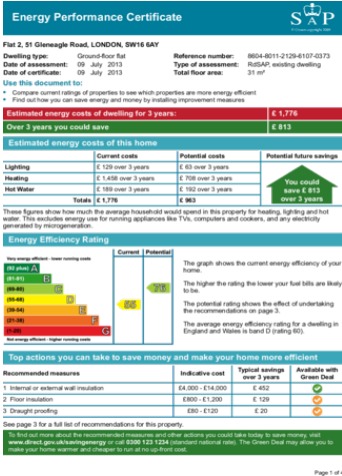 Energy Performance Certificate
SAP
Flat 2, 51 Gleneagle Road, LONDON, SW16 6AY
Dwelling type: Ground-floor flat Reference number: 8604-8011-2129-6107-0373
Date of assessment: 09 July 2013 Type of assessment: RdSAP, existing dwelling
Date of certificate: 09 July 2013 Total floor area: 31 m²
Use this document to:
• Compare current ratings of properties to see which properties are more energy efficient
• Find out how you can save energy and money by installing improvement measures
Estimated energy costs of dwelling for 3 years: £ 1,776
Over 3 years you could save £ 813
Estimated energy costs of this home
Current costs Potential costs Potential future savings
Lighting £ 129 over 3 years £ 63 over 3 years
Heating £ 1,458 over 3 years £ 708 over 3 years
Hot Water £ 189 over 3 years £ 192 over 3 years
Totals £ 1,776 £ 963
You could
save £ 813
over 3 years
These figures show how much the average household would spend in this property for heating, lighting and hot
water. This excludes energy use for running appliances like TVs, computers and cookers, and any electricity
generated by microgeneration.
Energy Efficiency Rating
Current Potential
Very energy efficient - lower running costs
(92 plus) A
(81-91) B
(69-80) C
(55-68) D
(39-54) E
(21-38) F
(1-20) G
Not energy efficient - higher running costs
55
76
The graph shows the current energy efficiency of your
home.
The higher the rating the lower your fuel bills are likely
to be.
The potential rating shows the effect of undertaking
the recommendations on page 3.
The average energy efficiency rating for a dwelling in
England and Wales is band D (rating 60).
Top actions you can take to save money and make your home more efficient
Recommended measures Indicative cost Typical savings over 3 years Available with Green Deal
1 Internal or external wall insulation £4,000 - £14,000 £ 452
2 Floor insulation £800 - £1,200 £ 129
3 Draught proofing £80 - £120 £ 20
See page 3 for a full list of recommendations for this property.
To find out more about the recommended measures and other actions you could take today to save money, visit
www.direct.gov.uk/savingenergy or call 0300 123 1234 (standard national rate). The Green Deal may allow you to
make your home warmer and cheaper to run at no up-front cost.
Page 1 of 4